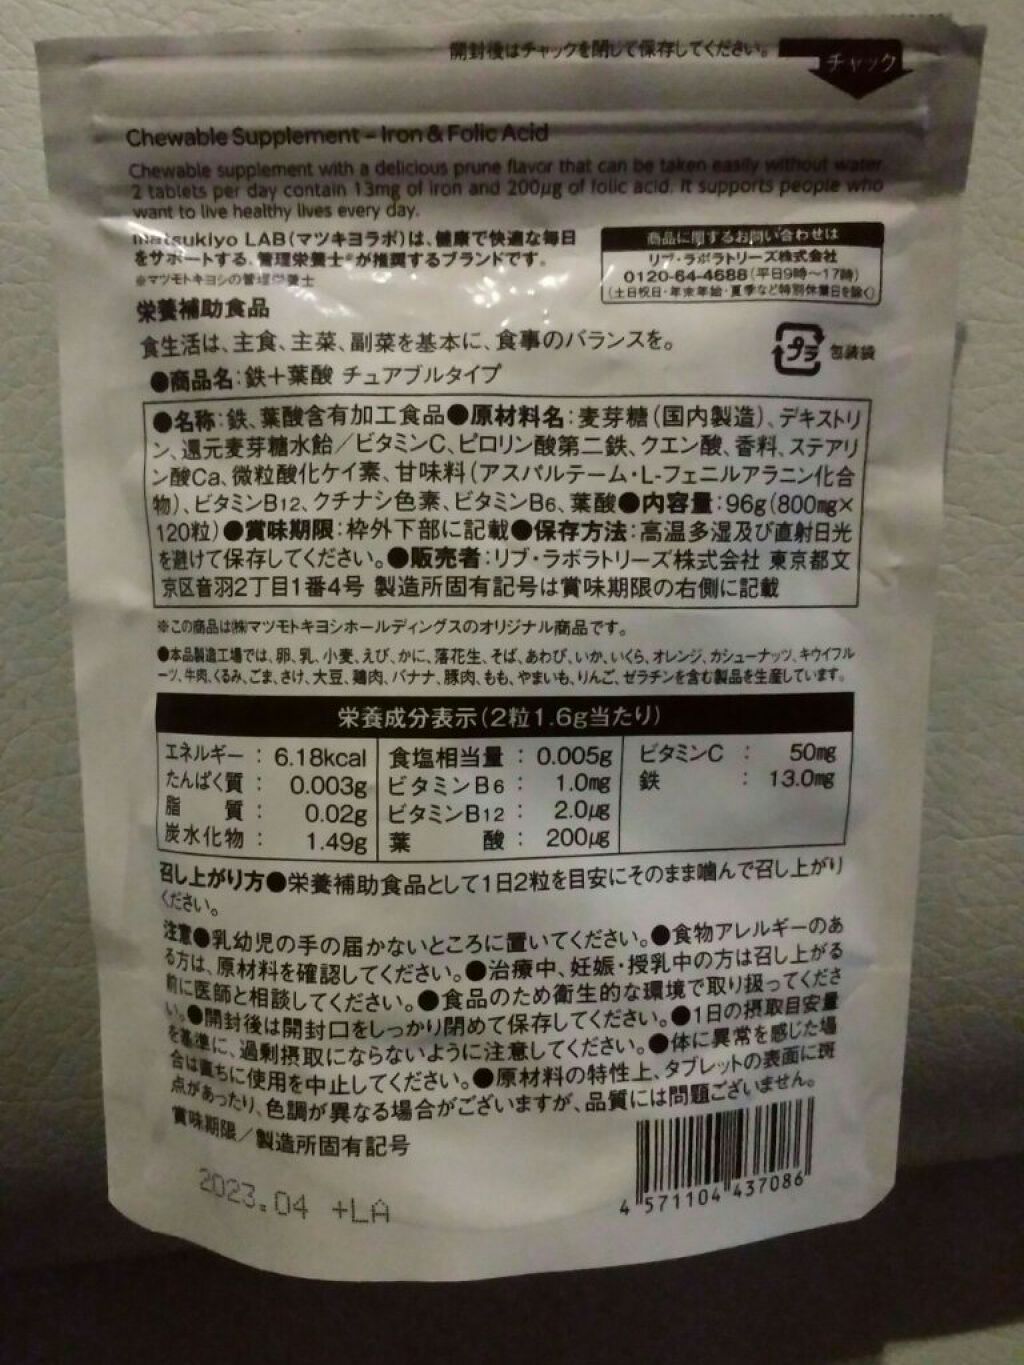 開封後はチャックを閉じて保存してください。
チャック
Chewable Supplement – Iron & Folic Acid
Chewable supplement with a delicious prune flavor that can be taken easily without water.
2 tablets per day contain 13mg of iron and 200μg of folic acid. It supports people who
want to live healthy lives every day.
matsukiyo LAB(マツキヨラボ)は、健康で快適な毎日
をサポートする、管理栄養士※が推奨するブランドです。
※マツモトキヨシの管理栄養士
商品に関するお問い合わせは
リブ・ラボラトリーズ株式会社
0120-64-4688(平日9時〜17時)
(土日祝日・年末年始・夏季など特別休業日を除く)
栄養補助食品
食生活は、主食、主菜、副菜を基本に、食事のバランスを。
プラ 包装袋
●商品名:鉄+葉酸 チュアブルタイプ
●名称:鉄、葉酸含有加工食品●原材料名:麦芽糖(国内製造)、デキストリ
ン、還元麦芽糖水飴/ビタミンC、ピロリン酸第二鉄、クエン酸、香料、ステアリ
ン酸Ca、微粒酸化ケイ素、甘味料(アスパルテーム・L-フェニルアラニン化合
物)、ビタミンB12、クチナシ色素、ビタミンB6、葉酸●内容量:96g(800mg×
120粒)●賞味期限:枠外下部に記載●保存方法:高温多湿及び直射日光
を避けて保存してください。●販売者:リブ・ラボラトリーズ株式会社 東京都文
京区音羽2丁目1番4号 製造所固有記号は賞味期限の右側に記載
※この商品は㈱マツモトキヨシホールディングスのオリジナル商品です。
●本品製造工場では、卵、乳、小麦、えび、かに、落花生、そば、あわび、いか、いくら、オレンジ、カシューナッツ、キウイフル
ーツ、牛肉、くるみ、ごま、さけ、大豆、鶏肉、バナナ、豚肉、もも、やまいも、りんご、ゼラチンを含む製品を生産しています。
栄養成分表示(2粒1.6g当たり)
エネルギー : 6.18kcal
たんぱく質 : 0.003g
脂質 : 0.02g
炭水化物 : 1.49g
食塩相当量 : 0.005g
ビタミンB6 : 1.0mg
ビタミンB12 : 2.0μg
葉酸 : 200μg
ビタミンC : 50mg
鉄 : 13.0mg
召し上がり方●栄養補助食品として1日2粒を目安にそのまま噛んで召し上がり
ください。
注意●乳幼児の手の届かないところに置いてください。●食物アレルギーのあ
る方は、原材料を確認してください。●治療中、妊娠・授乳中の方は召し上がる
前に医師と相談してください。●食品のため衛生的な環境で取り扱ってくださ
い。●開封後は開封口をしっかり閉めて保存してください。●1日の摂取目安量
を基準に、過剰摂取にならないように注意してください。●体に異常を感じた場
合は直ちに使用を中止してください。●原材料の特性上、タブレットの表面に斑
点があったり、色調が異なる場合がございますが、品質には問題ございません。
賞味期限/製造所固有記号
2023.04 +LA
4 571104 437086